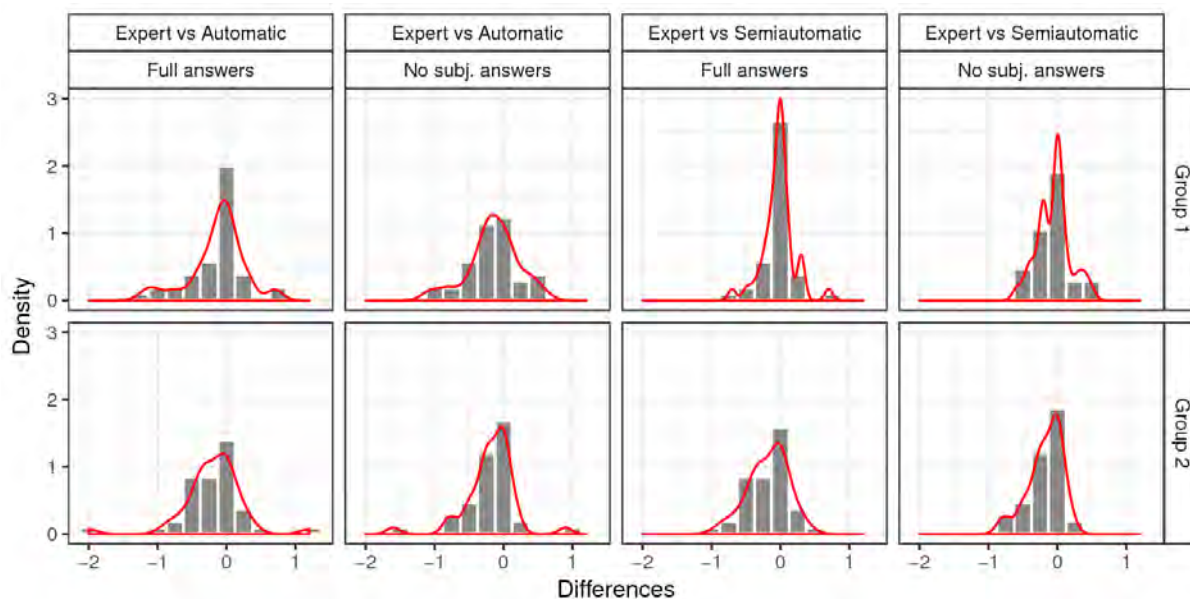 Expert vs Automatic Expert vs Automatic Expert vs Semiautomatic Expert vs Semiautomatic
Full answers No subj. answers Full answers No subj. answers
3
2
1
0
Group 1
Density
3
2
1
0
Group 2
−2 −1 0 1 −2 −1 0 1 −2 −1 0 1 −2 −1 0 1
Differences